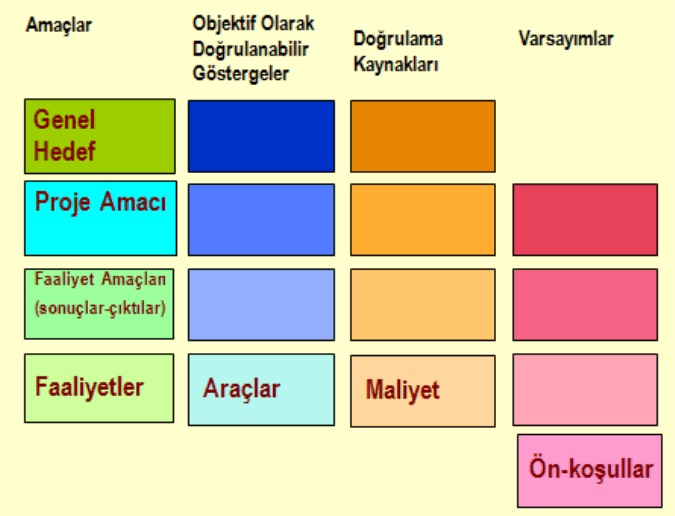 Amaçlar
Objektif Olarak
Doğrulanabilir
Göstergeler
Doğrulama
Kaynakları
Varsayımlar
Genel
Hedef
Proje Amacı
Faaliyet Amaçları
(sonuçlar-çıktılar)
Faaliyetler
Araçlar
Maliyet
Ön-koşullar